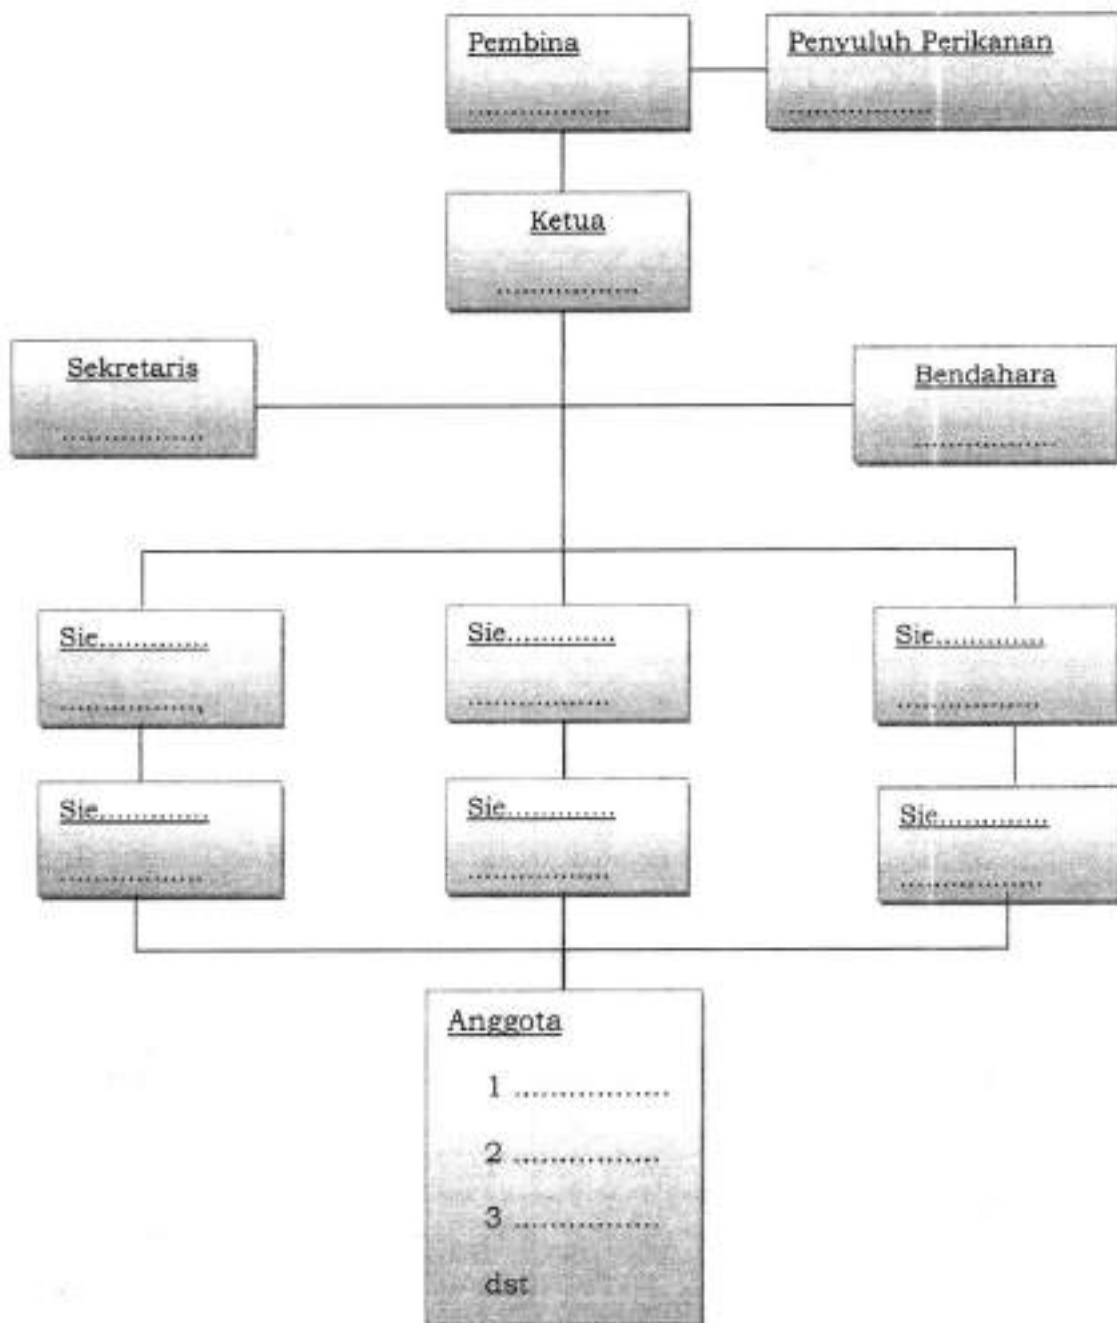 Pembina
................
Penyuluh Perikanan
................
Ketua
................
Sekretaris
................
Bendahara
................
Sie.............
................
Sie.............
................
Sie.............
................
Sie.............
................
Sie.............
................
Sie.............
................
Anggota
1 .................
2 ................
3 ................
dst